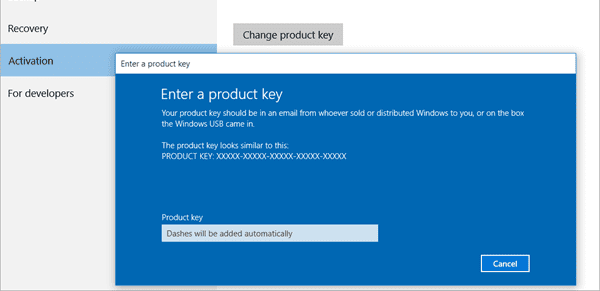 Recovery
Change product key
Activation
Enter a product key
For developers
Enter a product key
Your product key should be in an email from whoever sold or distributed Windows to you, or on the box
the Windows USB came in.
The product key looks similar to this:
PRODUCT KEY: XXXXX-XXXXX-XXXXX-XXXXX-XXXXX
Product key
Dashes will be added automatically
Cancel